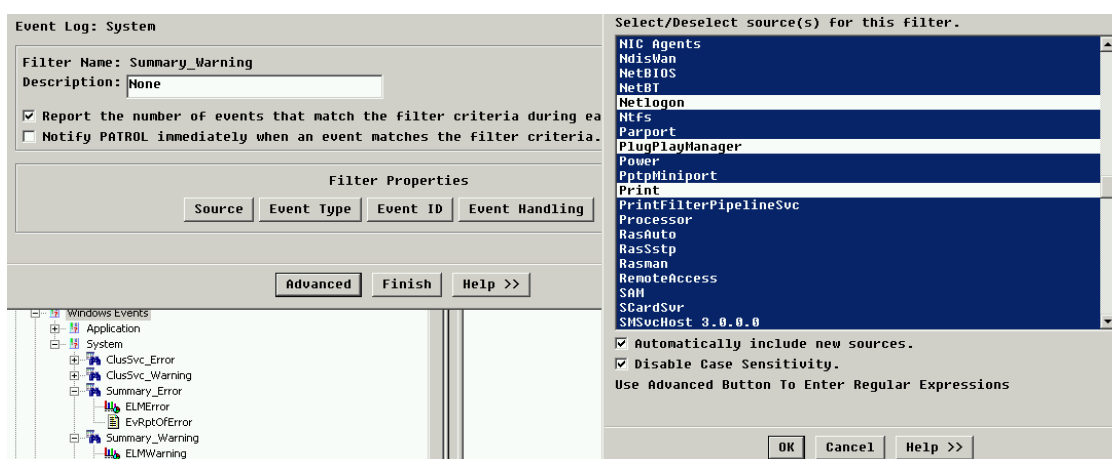 Event Log: System
Filter Name: Summary_Warning
Description: None
Report the number of events that match the filter criteria during ea
Notify PATROL immediately when an event matches the filter criteria.
Filter Properties
Source Event Type Event ID Event Handling
Advanced Finish Help >>
Windows Events
Application
System
ClusSvc_Error
ClusSvc_Warning
Summary_Error
ELMError
EvRptOfError
Summary_Warning
ELMWarning
Select/Deselect source(s) for this filter.
NIC Agents
NdisWan
NetBIOS
NetBT
Netlogon
Ntfs
Parport
PlugPlayManager
Power
PptpMiniport
Print
PrintFilterPipelineSvc
Processor
RasAuto
RasSstp
Rasman
RemoteAccess
SAM
SCardSvr
SMSvcHost 3.0.0.0
Automatically include new sources.
Disable Case Sensitivity.
Use Advanced Button To Enter Regular Expressions
OK Cancel Help >>